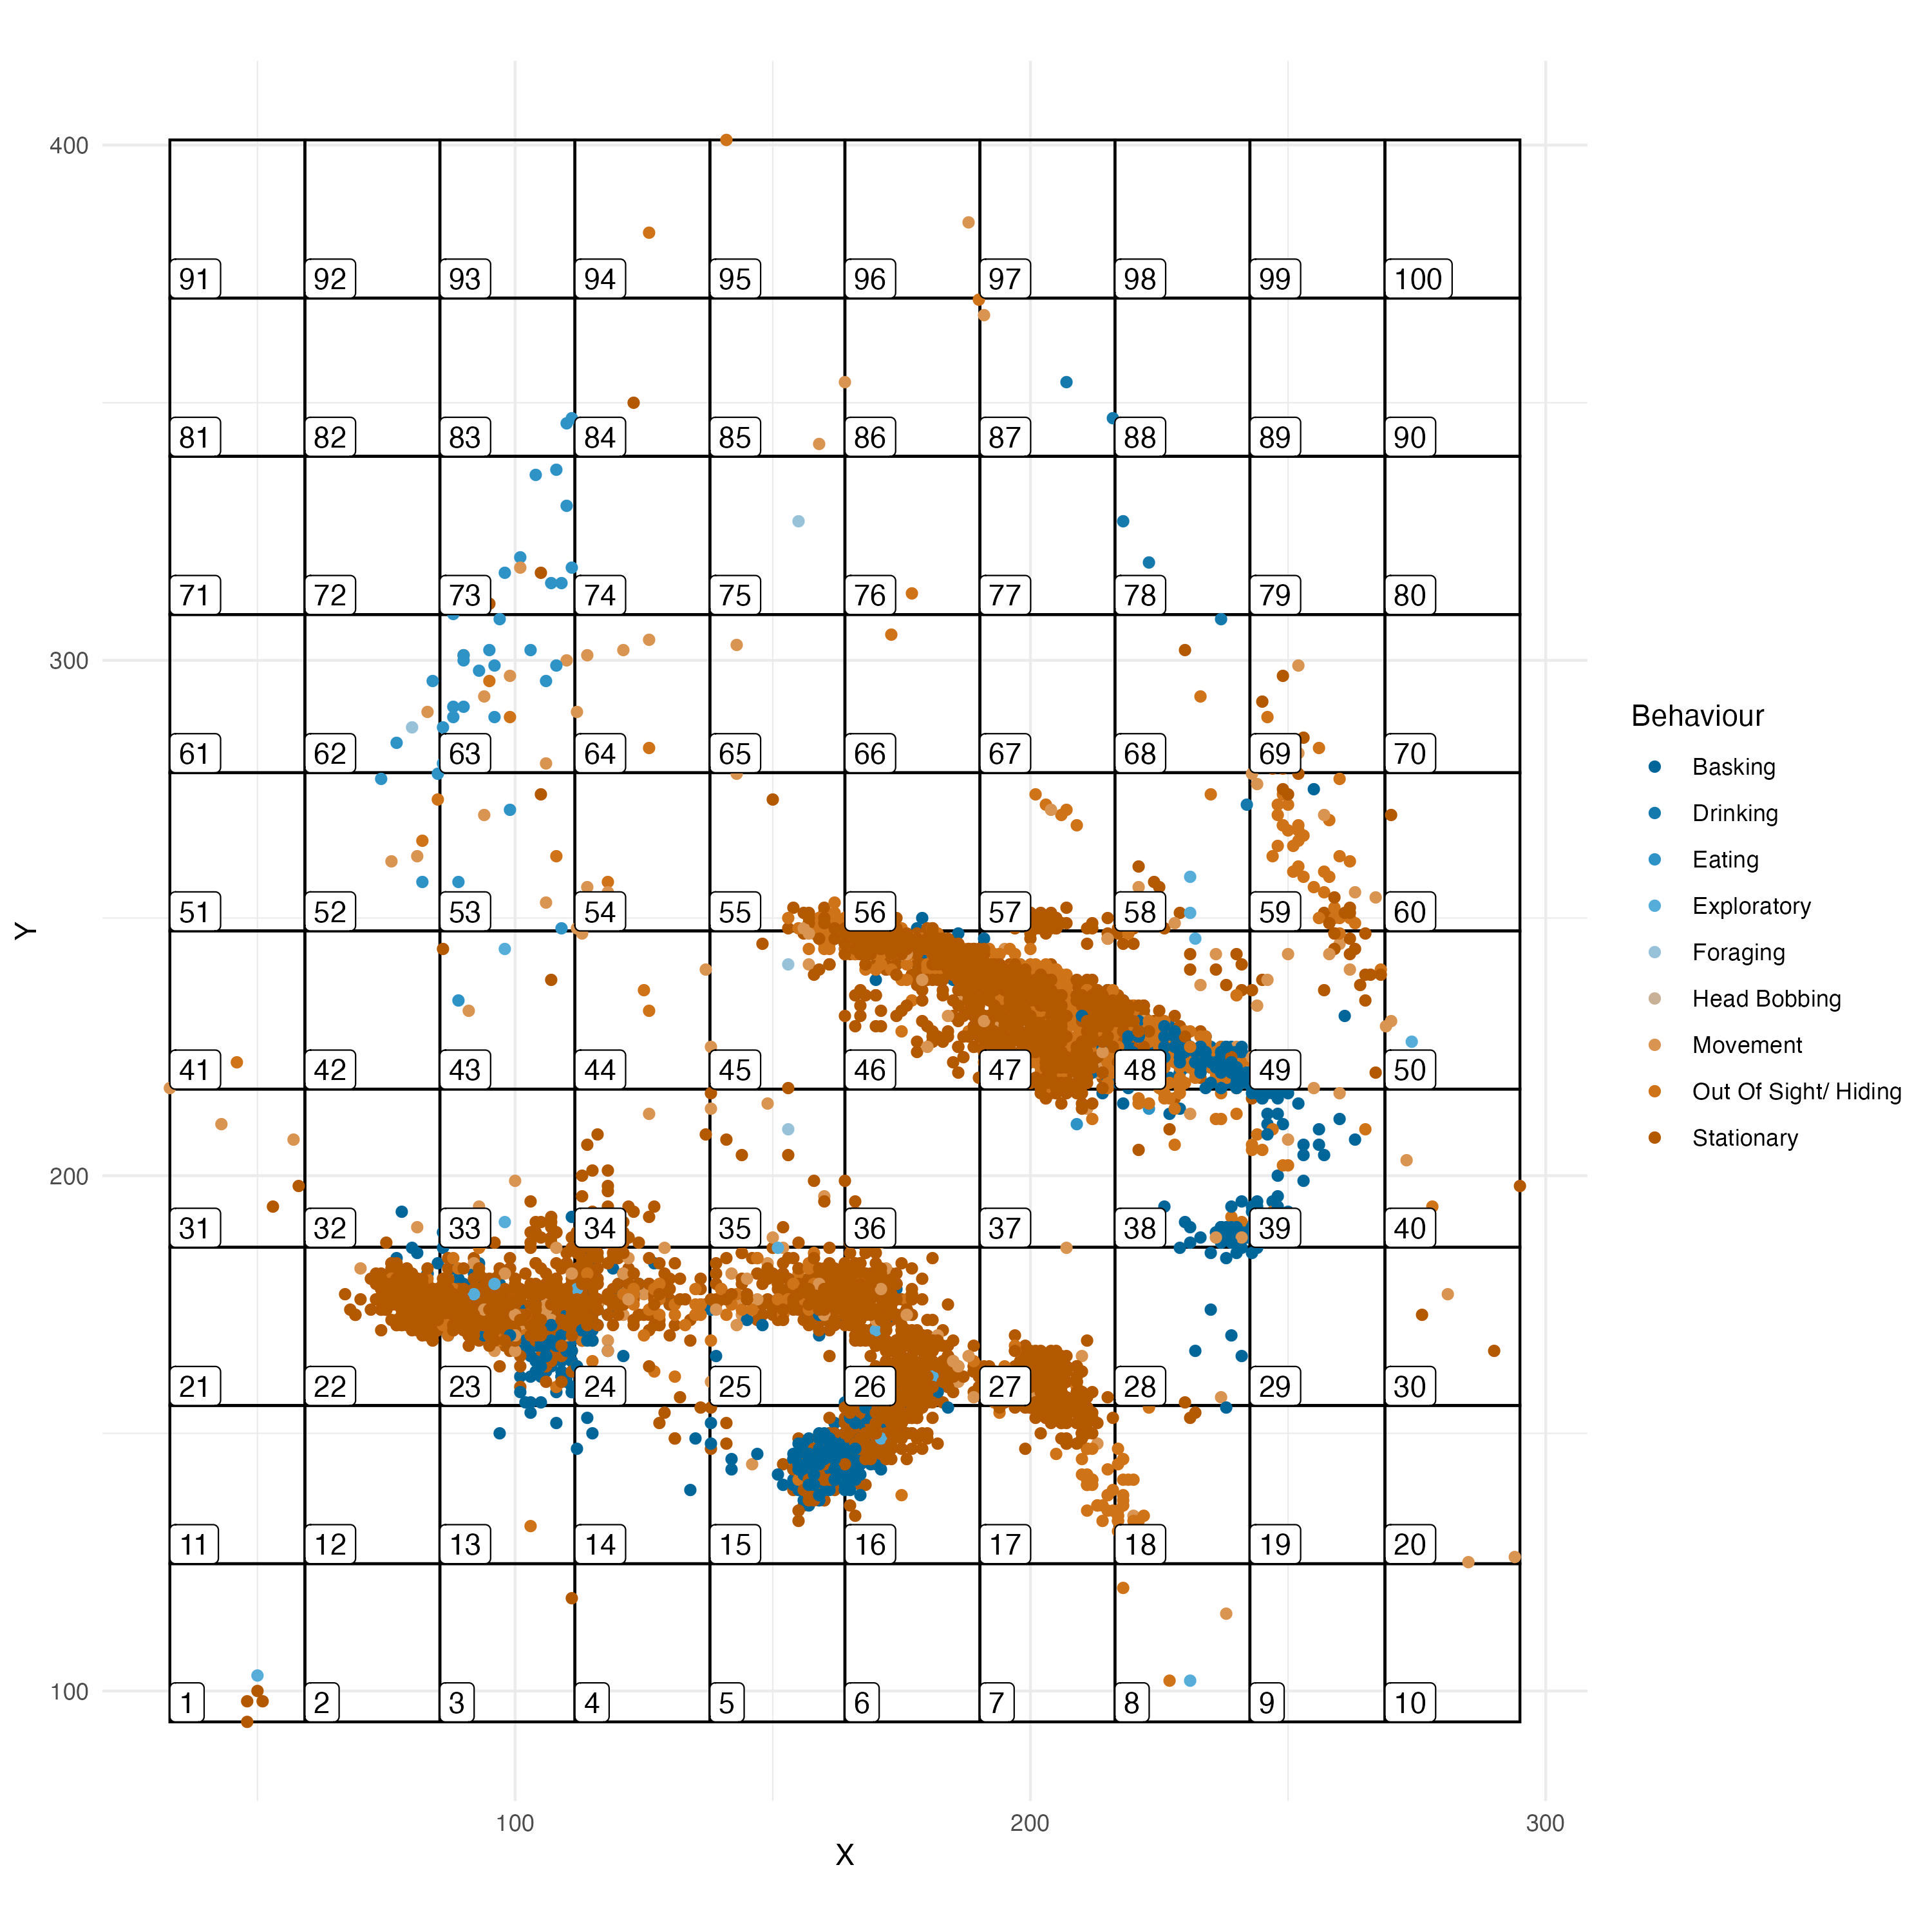 400
91 92 93 94 95 96 97 98 99 100
81 82 83 84 85 86 87 88 89 90
71 72 73 74 75 76 77 78 79 80
300
61 62 63 64 65 66 67 68 69 70
51 52 53 54 55 56 57 58 59 60
Y
41 42 43 44 45 46 47 48 49 50
200
31 32 33 34 35 36 37 38 39 40
21 22 23 24 25 26 27 28 29 30
11 12 13 14 15 16 17 18 19 20
100
1 2 3 4 5 6 7 8 9 10
100 200 300
X
Behaviour
Basking
Drinking
Eating
Exploratory
Foraging
Head Bobbing
Movement
Out Of Sight/ Hiding
Stationary